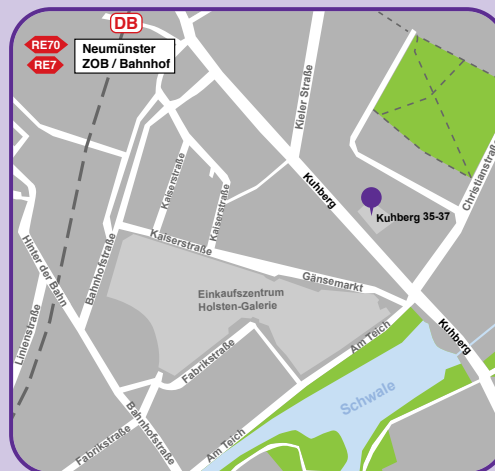 DB
RE70
RE7
Neumünster
ZOB / Bahnhof
Kieler Straße
Christianstraße
Kaiserstraße
Kaiserstraße
Kuhberg
Kuhberg 35-37
Kaiserstraße
Bahnhofstraße
Hinter der Bahn
Gänsemarkt
Einkaufszentrum
Holsten-Galerie
Linienstraße
Am Teich
Kuhberg
Fabrikstraße
Schwale
Bahnhofstraße
Fabrikstraße
Am Teich